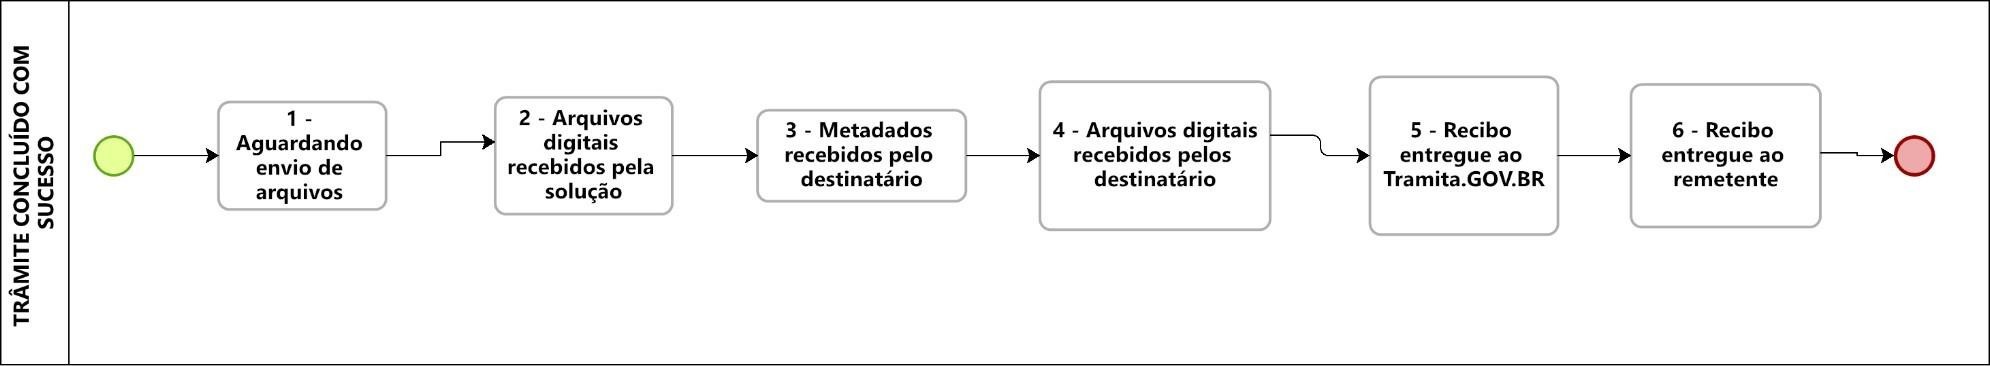 TRÂMITE CONCLUÍDO COM
SUCESSO
1 -
Aguardando
envio de
arquivos
2 - Arquivos
digitais
recebidos pela
solução
3 - Metadados
recebidos pelo
destinatário
4 - Arquivos digitais
recebidos pelos
destinatário
5 - Recibo
entregue ao
Tramita.GOV.BR
6 - Recibo
entregue ao
remetente